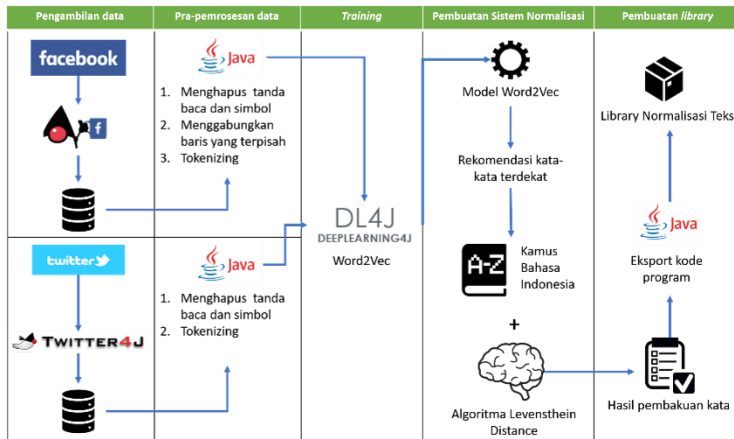 Pengambilan data
Pra-pemrosesan data
Training
Pembuatan Sistem Normalisasi
Pembuatan library
facebook
f
Java
1. Menghapus tanda
baca dan simbol
2. Menggabungkan
baris yang terpisah
3. Tokenizing
twitter
TWITTER4J
Java
1. Menghapus tanda
baca dan simbol
2. Tokenizing
DL4J
DEEPLEARNING4J
Word2Vec
Model Word2Vec
Rekomendasi kata-
kata terdekat
A-Z
Kamus
Bahasa
Indonesia
+
Algoritma Levensthein
Distance
Library Normalisasi Teks
Java
Eksport kode
program
Hasil pembakuan kata